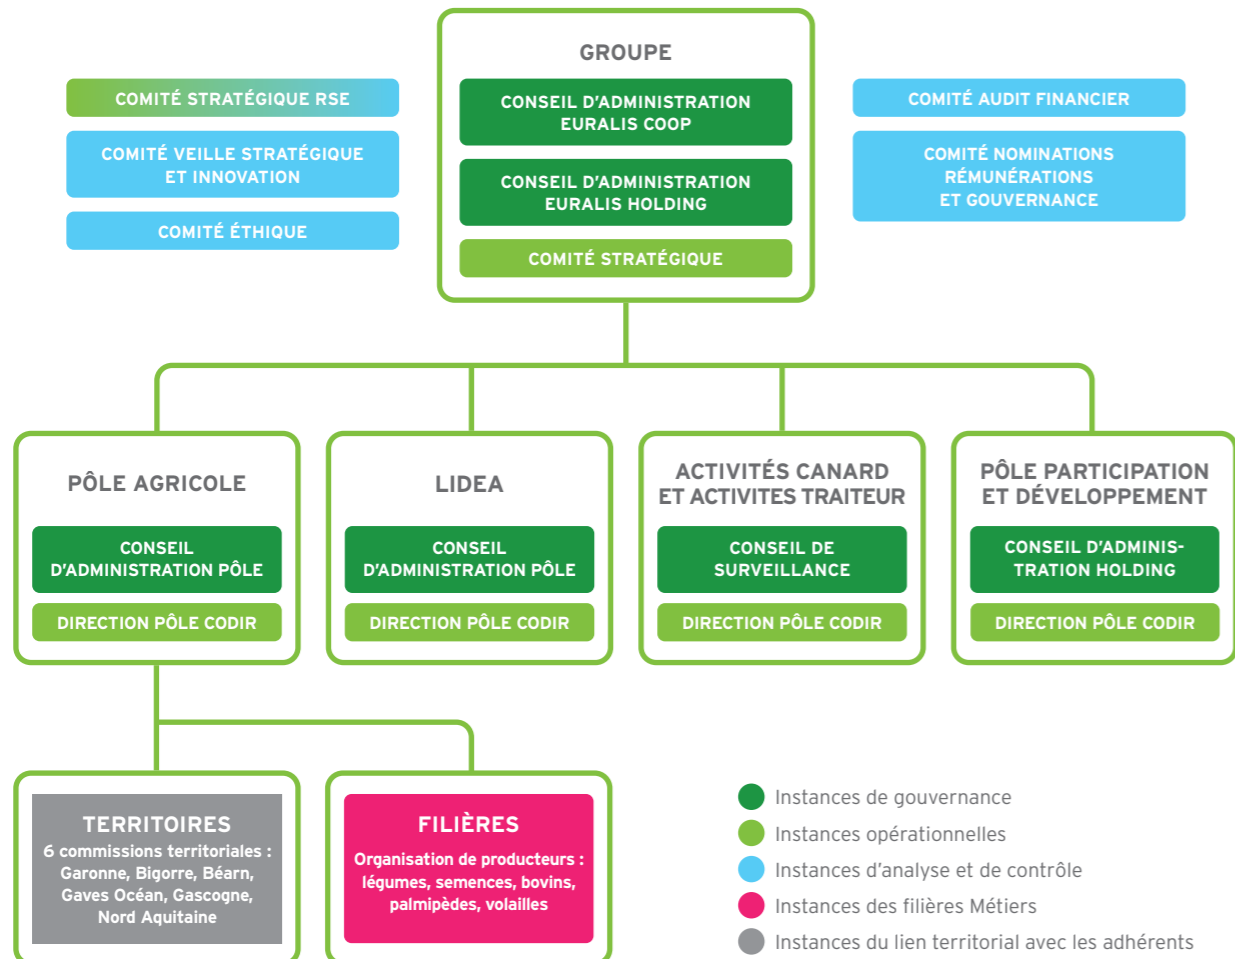 GROUPE
CONSEIL D'ADMINISTRATION
EURALIS COOP
CONSEIL D'ADMINISTRATION
EURALIS HOLDING
COMITÉ STRATÉGIQUE
COMITÉ STRATÉGIQUE RSE
COMITÉ VEILLE STRATÉGIQUE
ET INNOVATION
COMITÉ ÉTHIQUE
COMITÉ AUDIT FINANCIER
COMITÉ NOMINATIONS
RÉMUNÉRATIONS
ET GOUVERNANCE
PÔLE AGRICOLE
CONSEIL
D'ADMINISTRATION PÔLE
DIRECTION PÔLE CODIR
LIDEA
CONSEIL
D'ADMINISTRATION PÔLE
DIRECTION PÔLE CODIR
ACTIVITÉS CANARD
ET ACTIVITES TRAITEUR
CONSEIL DE
SURVEILLANCE
DIRECTION PÔLE CODIR
PÔLE PARTICIPATION
ET DÉVELOPPEMENT
CONSEIL D'ADMINIS-
TRATION HOLDING
DIRECTION PÔLE CODIR
TERRITOIRES
6 commissions territoriales :
Garonne, Bigorre, Béarn,
Gaves Océan, Gascogne,
Nord Aquitaine
FILIÈRES
Organisation de producteurs :
légumes, semences, bovins,
palmipèdes, volailles
Instances de gouvernance
Instances opérationnelles
Instances d'analyse et de contrôle
Instances des filières Métiers
Instances du lien territorial avec les adhérents